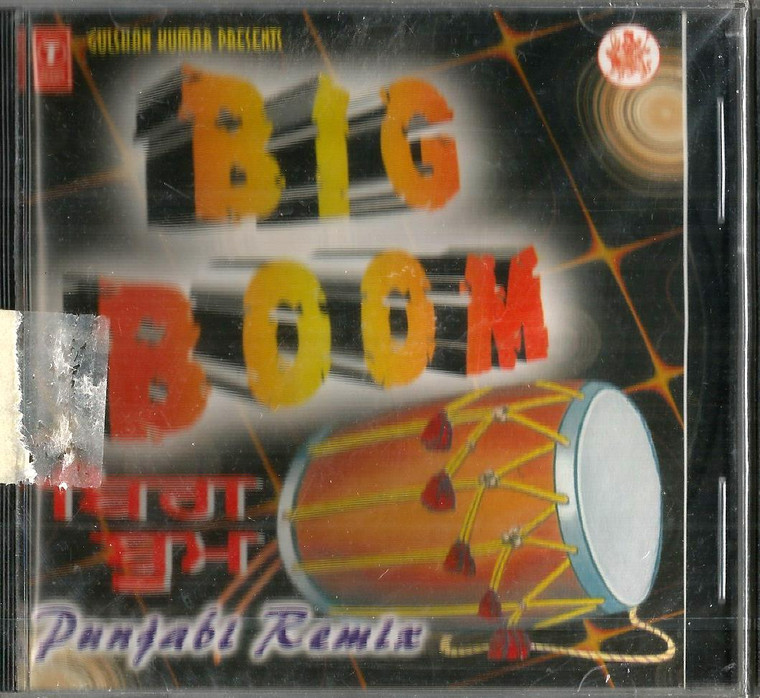 T
GULSHAN KUMAR PRESENTS
BIG
BOOM
ਬਿਗ
ਬੂਮ
Punjabi Remix